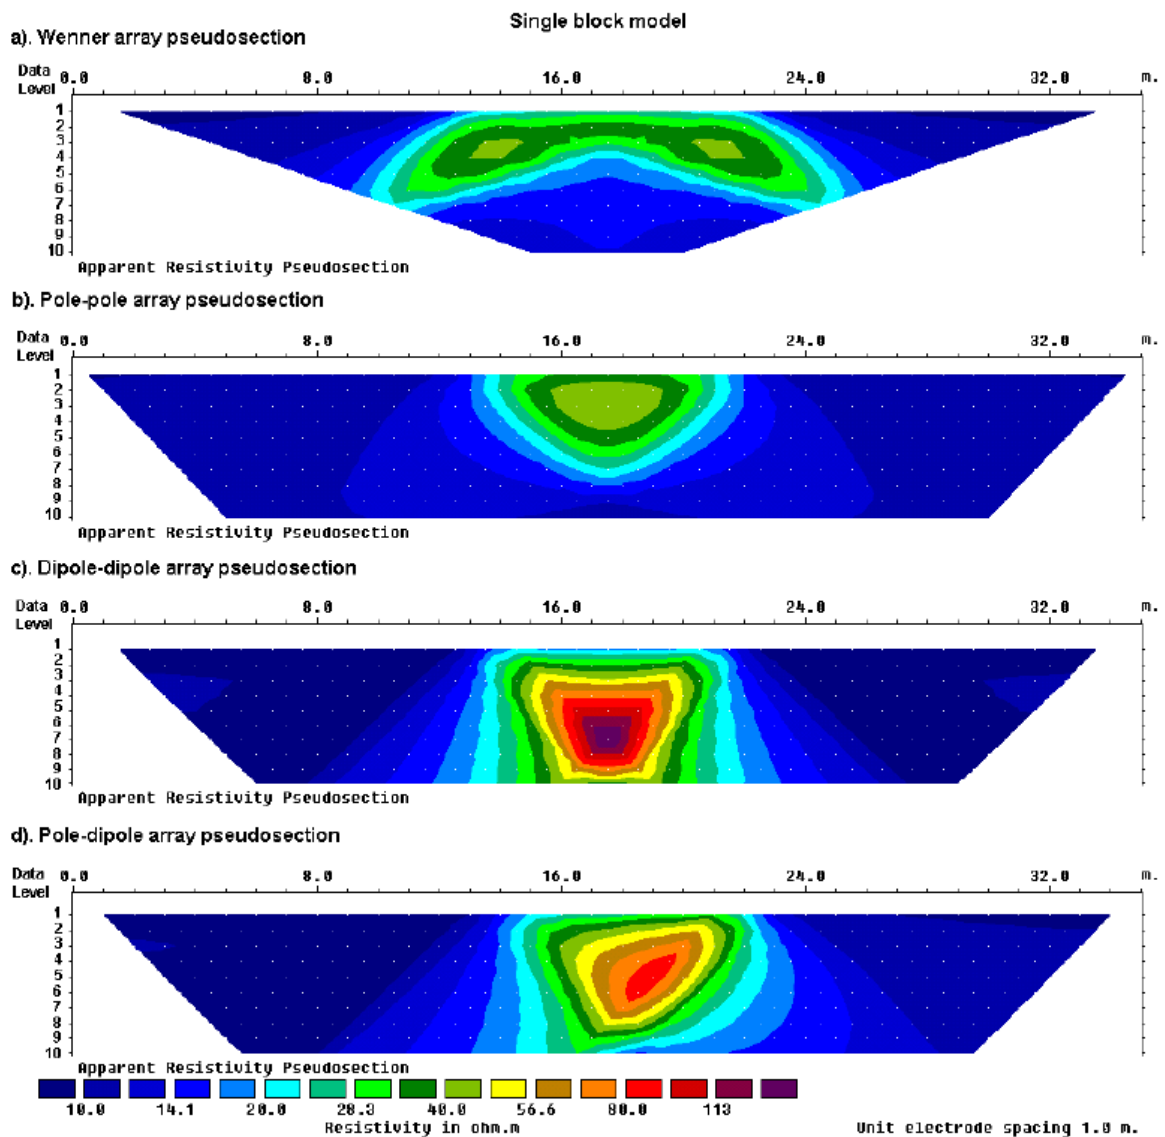 Single block model
a). Wenner array pseudosection
Data Level 0.0 8.0 16.0 24.0 32.0 m.
1
2
3
4
5
6
7
8
9
10
Apparent Resistivity Pseudosection
b). Pole-pole array pseudosection
Data Level 0.0 8.0 16.0 24.0 32.0 m.
1
2
3
4
5
6
7
8
9
10
Apparent Resistivity Pseudosection
c). Dipole-dipole array pseudosection
Data Level 0.0 8.0 16.0 24.0 32.0 m.
1
2
3
4
5
6
7
8
9
10
Apparent Resistivity Pseudosection
d). Pole-dipole array pseudosection
Data Level 0.0 8.0 16.0 24.0 32.0 m.
1
2
3
4
5
6
7
8
9
10
Apparent Resistivity Pseudosection
10.0 14.1 20.0 28.3 40.0 56.6 80.0 113
Resistivity in ohm.m Unit electrode spacing 1.0 m.